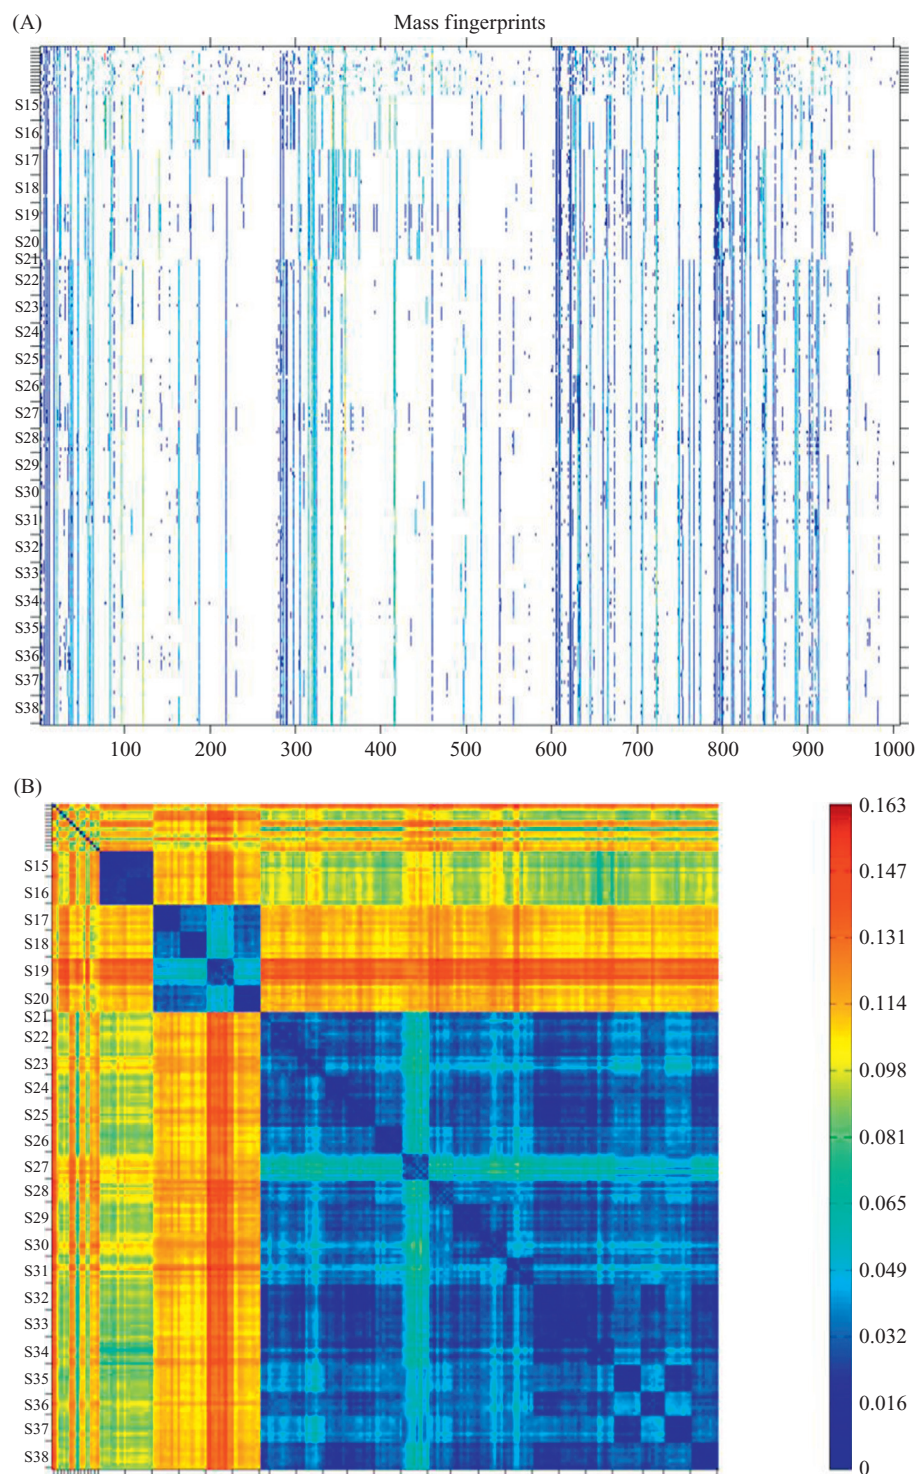 (A)
Mass fingerprints
S15
S16
S17
S18
S19
S20
S21
S22
S23
S24
S25
S26
S27
S28
S29
S30
S31
S32
S33
S34
S35
S36
S37
S38
100 200 300 400 500 600 700 800 900 1000
(B)
S15
S16
S17
S18
S19
S20
S21
S22
S23
S24
S25
S26
S27
S28
S29
S30
S31
S32
S33
S34
S35
S36
S37
S38
0.163
0.147
0.131
0.114
0.098
0.081
0.065
0.049
0.032
0.016
0